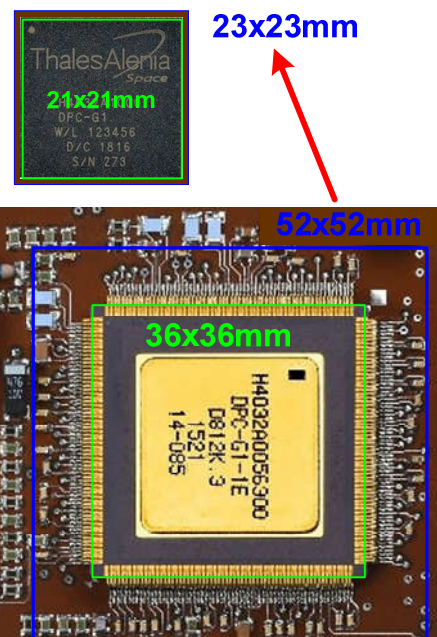 23x23mm
ThalesAlenia
Space
21x21mm
DPC-G1
W/L 123456
D/C 1816
S/N 273
52x52mm
36x36mm
H4032A0056300
DPC-G1-1E
D812K.3
1521
14-085
476